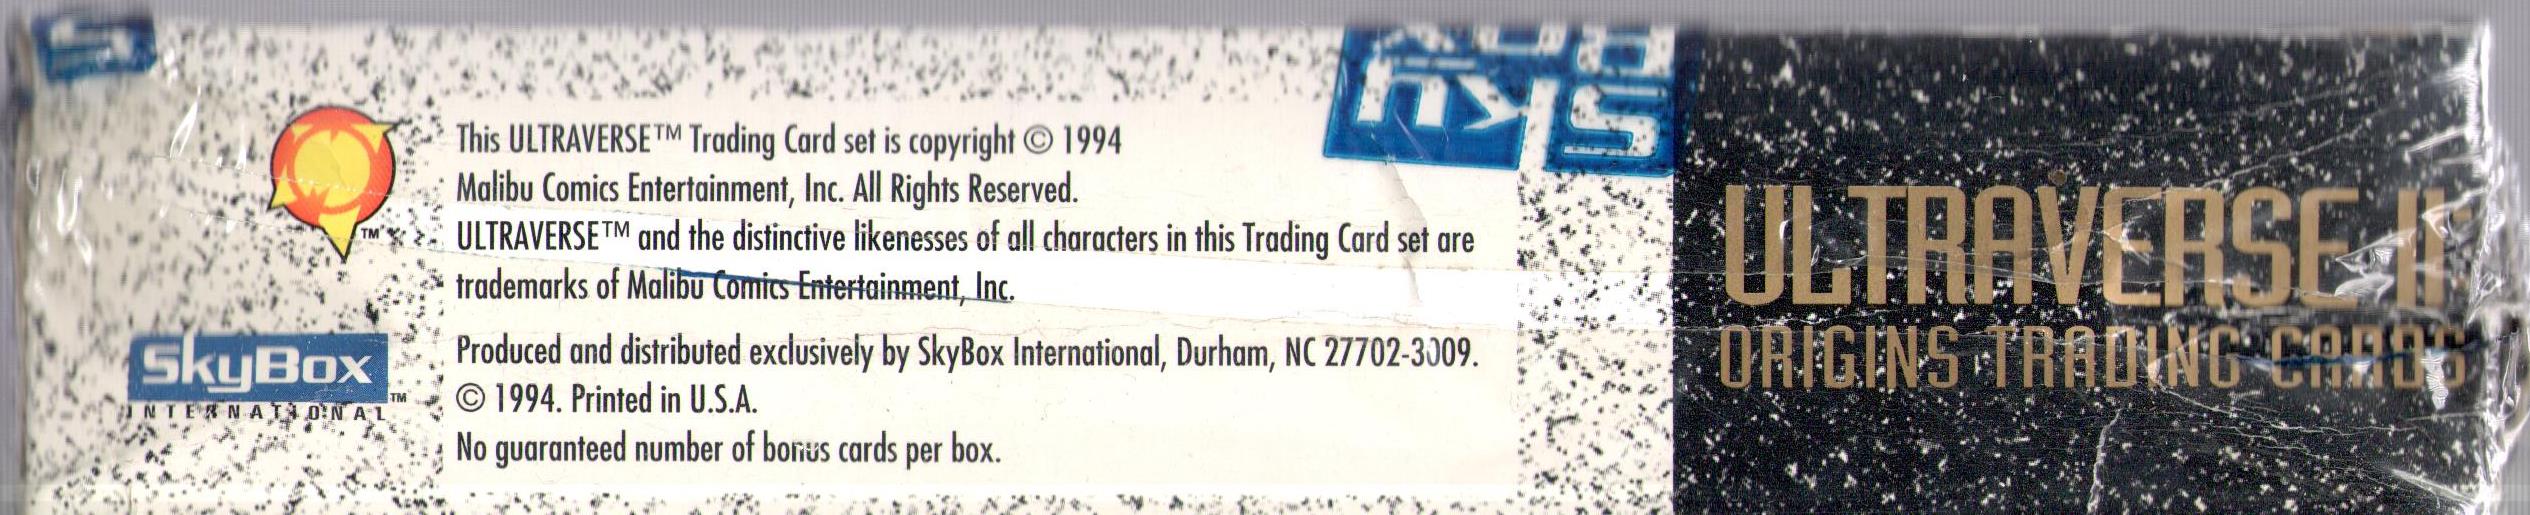 This ULTRAVERSE™ Trading Card set is copyright © 1994
Malibu Comics Entertainment, Inc. All Rights Reserved.
ULTRAVERSE™ and the distinctive likenesses of all characters in this Trading Card set are
trademarks of Malibu Comics Entertainment, Inc.
Produced and distributed exclusively by SkyBox International, Durham, NC 27702-3009.
© 1994. Printed in U.S.A.
No guaranteed number of bonus cards per box.
TM
SkyBox
INTERNATIONAL™
ULTRAVERSE II:
ORIGINS TRADING CARDS